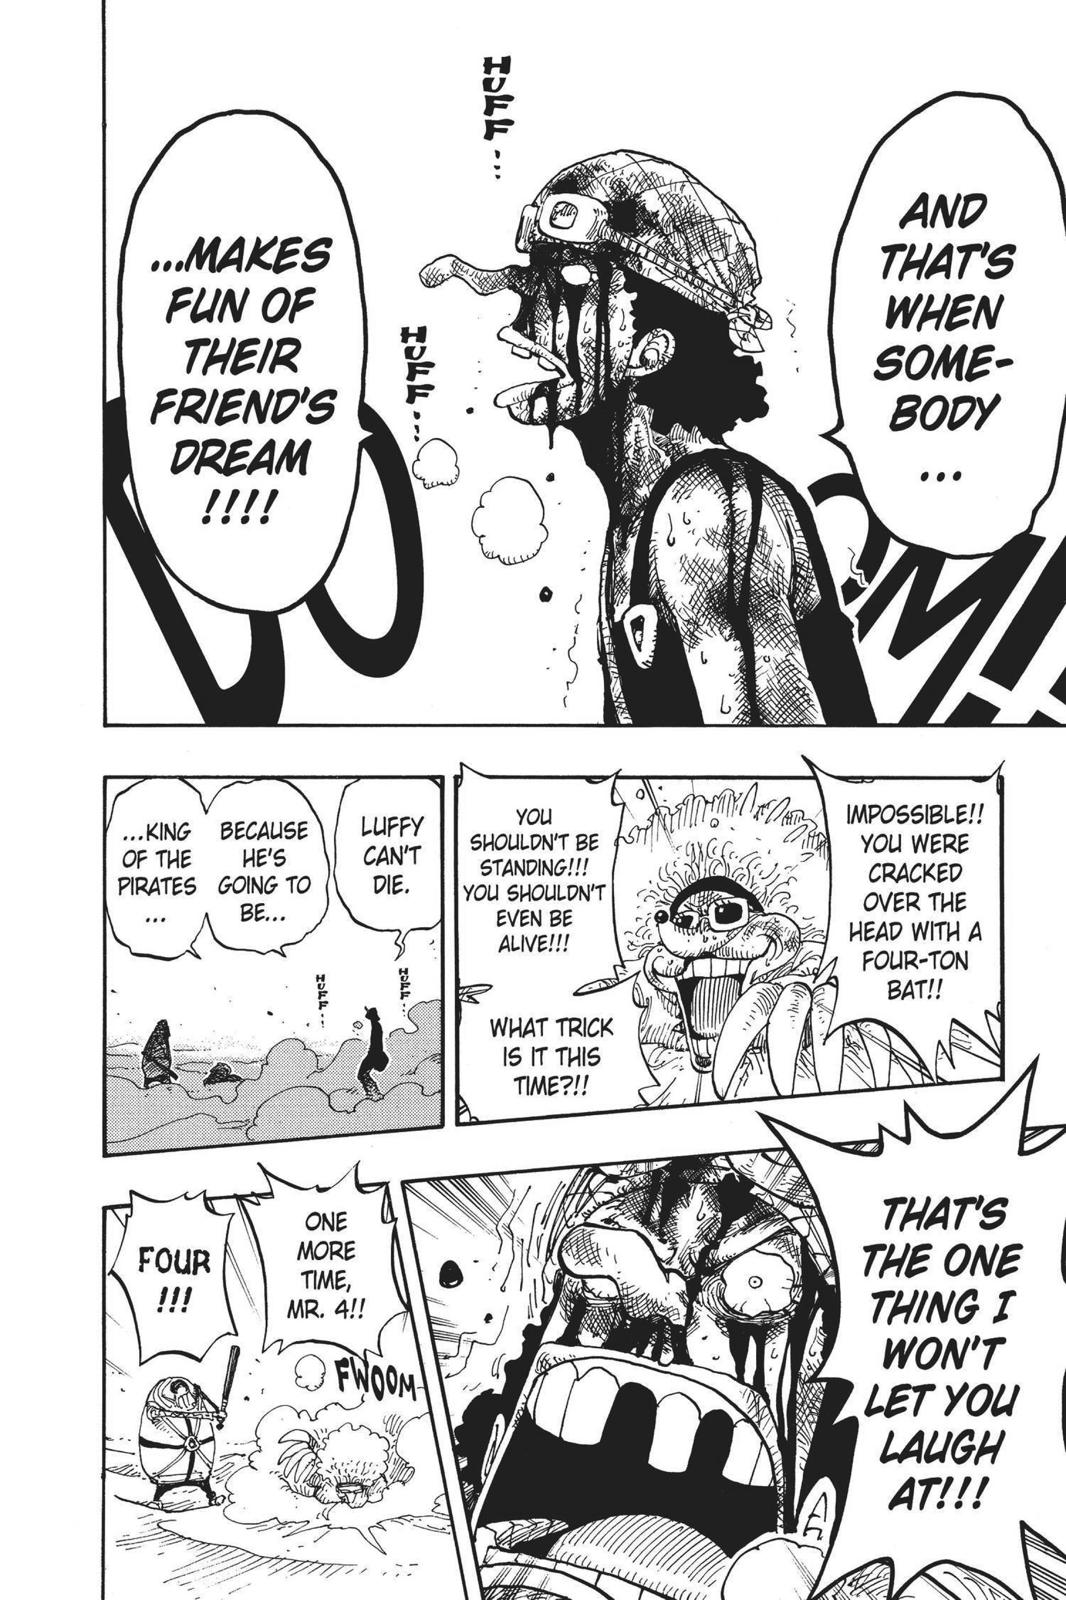 AND
THAT'S
WHEN
SOME-
BODY
...
HUFF...
HUFF...
...MAKES
FUN OF
THEIR
FRIEND'S
DREAM
!!!!
DOOM!!
IMPOSSIBLE!!
YOU WERE
CRACKED
OVER THE
HEAD WITH A
FOUR-TON
BAT!!
YOU
SHOULDN'T BE
STANDING!!!
YOU SHOULDN'T
EVEN BE
ALIVE!!!
WHAT TRICK
IS IT THIS
TIME?!!
LUFFY
CAN'T
DIE.
BECAUSE
HE'S
GOING TO
BE...
...KING
OF THE
PIRATES
...
HUFF...
HUFF...
THAT'S
THE ONE
THING I
WON'T
LET YOU
LAUGH
AT!!!
ONE
MORE
TIME,
MR. 4!!
FOUR
!!!
FWOOM